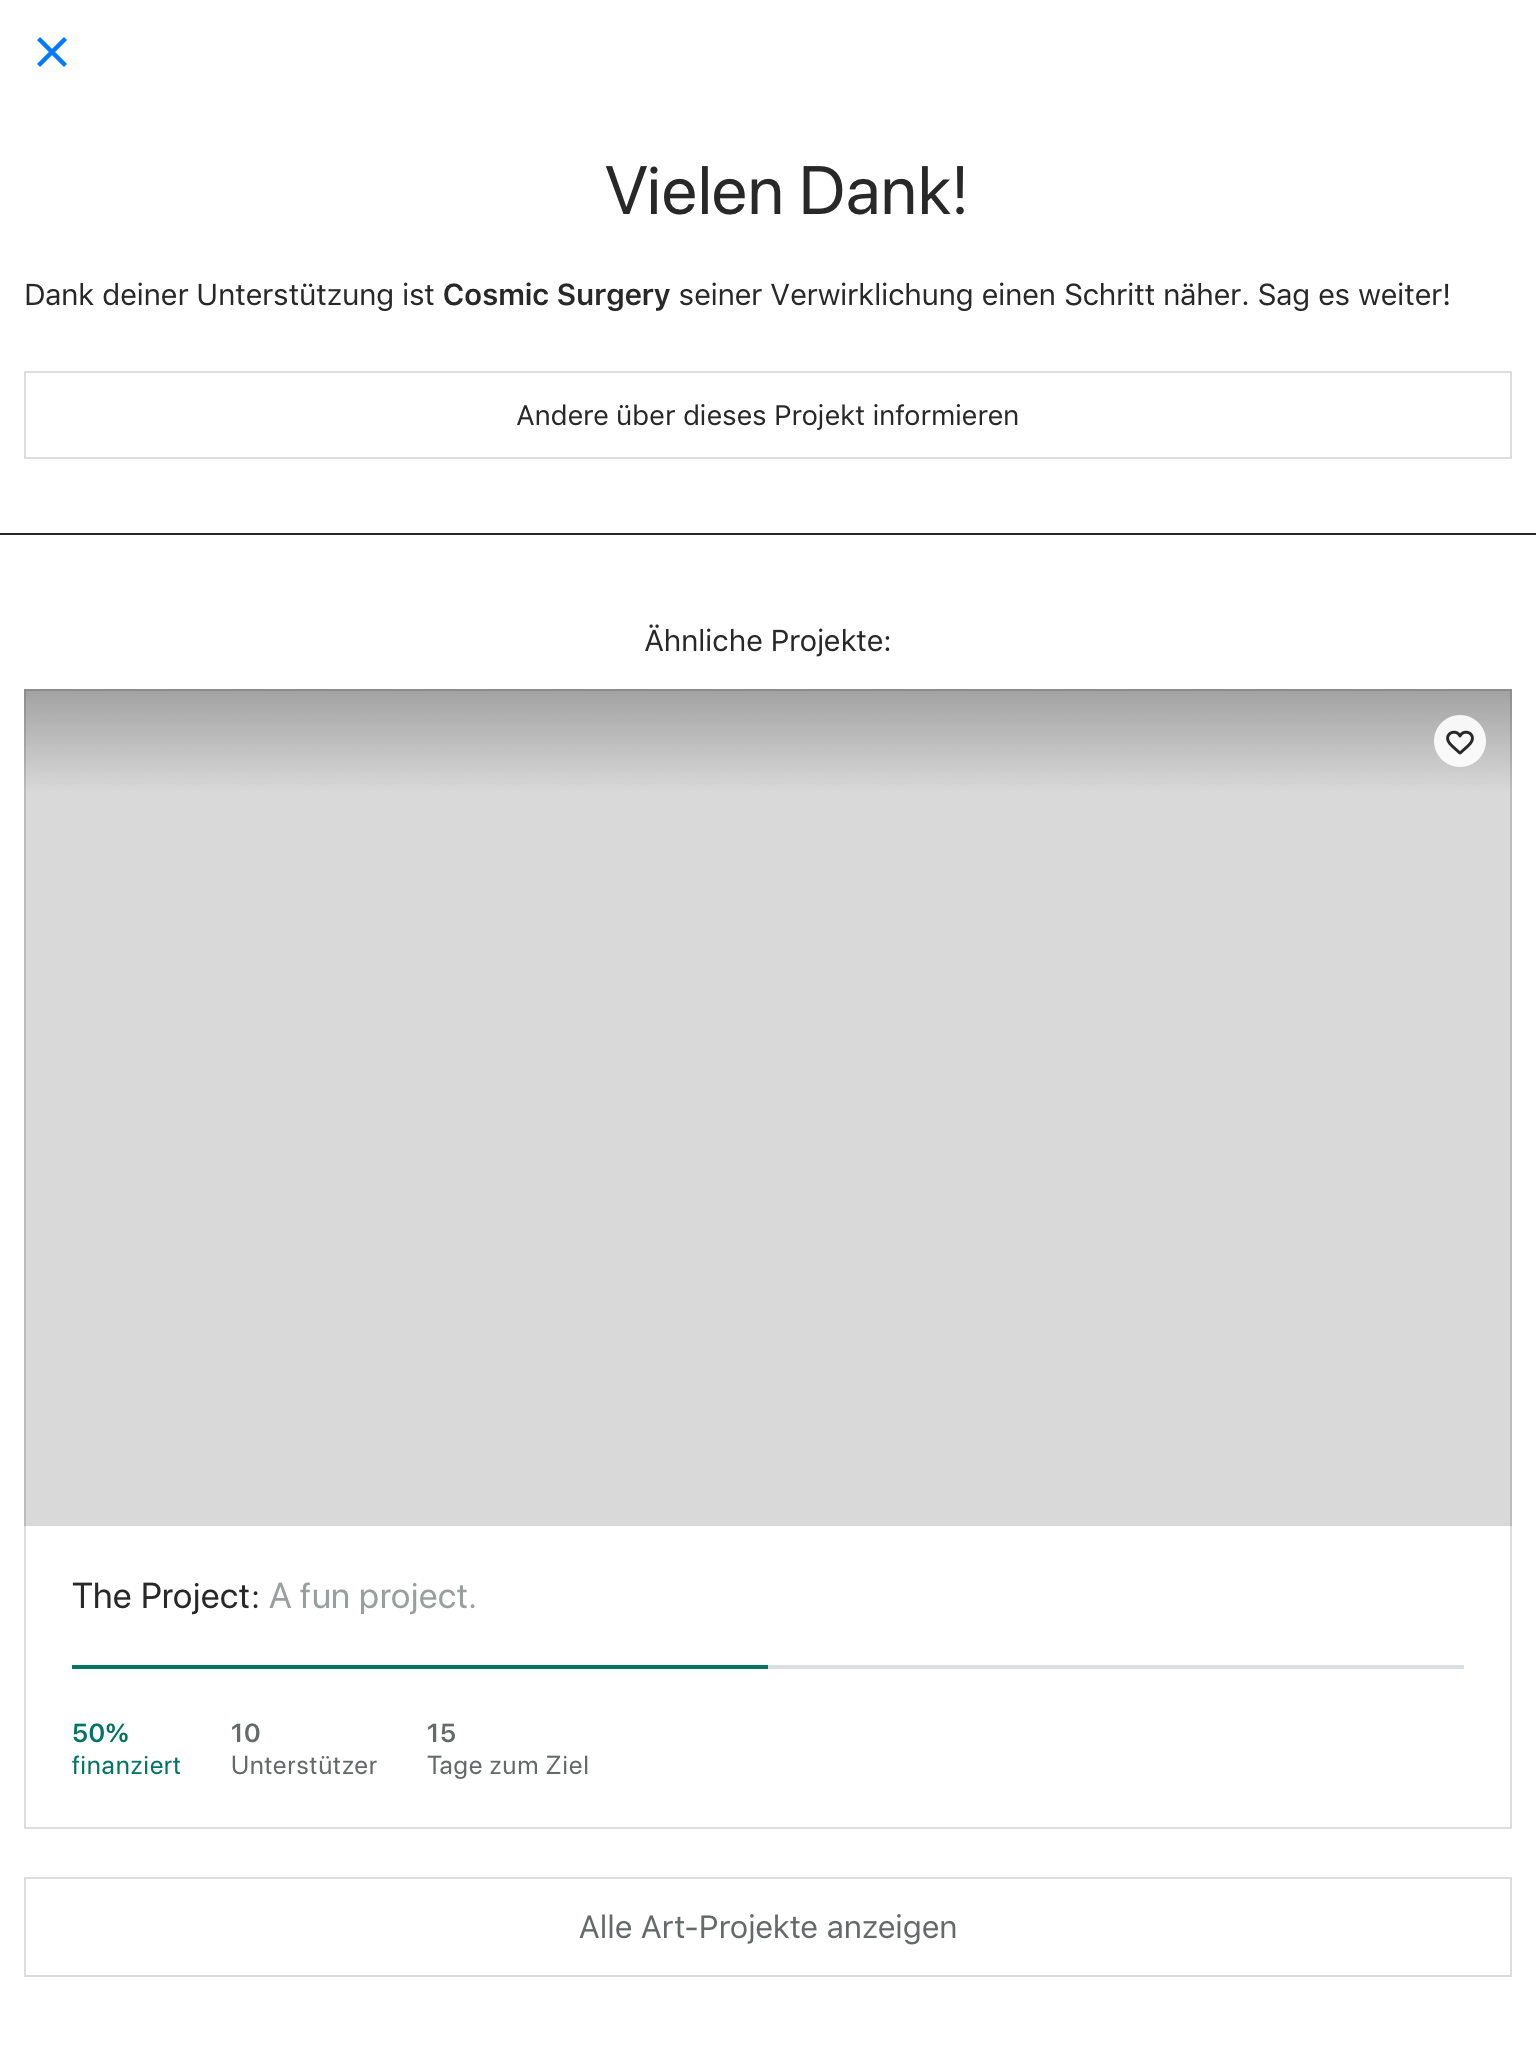 Vielen Dank!
Dank deiner Unterstützung ist Cosmic Surgery seiner Verwirklichung einen Schritt näher. Sag es weiter!
Andere über dieses Projekt informieren
Ähnliche Projekte:
The Project: A fun project.
50%
finanziert
10
Unterstützer
15
Tage zum Ziel
Alle Art-Projekte anzeigen